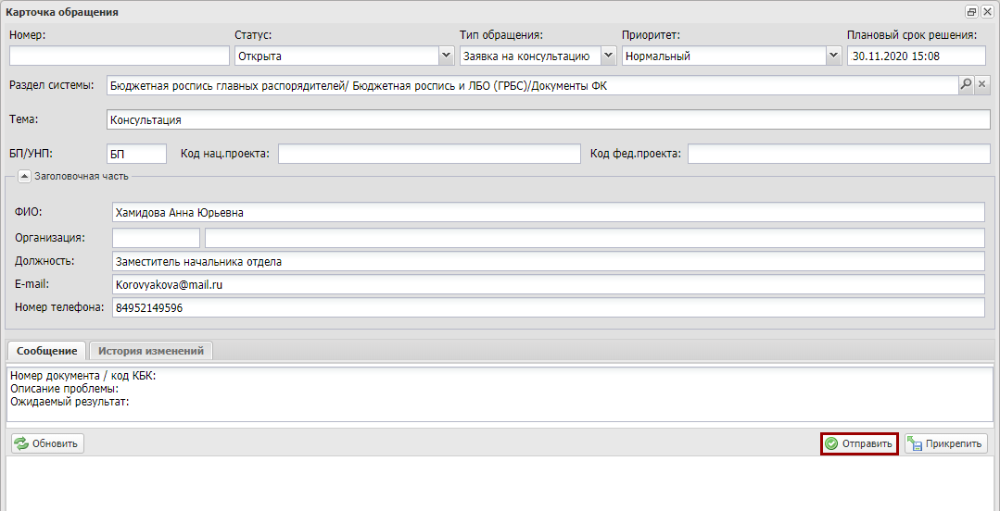 Карточка обращения
Номер: Статус: Тип обращения: Приоритет: Плановый срок решения:
Открыта Заявка на консультацию Нормальный 30.11.2020 15:08
Раздел системы: Бюджетная роспись главных распорядителей/ Бюджетная роспись и ЛБО (ГРБС)/Документы ФК
Тема: Консультация
БП/УНП: БП Код нац.проекта: Код фед.проекта:
Заголовочная часть
ФИО: Хамидова Анна Юрьевна
Организация:
Должность: Заместитель начальника отдела
E-mail: Korovyakova@mail.ru
Номер телефона: 84952149596
Сообщение История изменений
Номер документа / код КБК:
Описание проблемы:
Ожидаемый результат:
Обновить Отправить Прикрепить